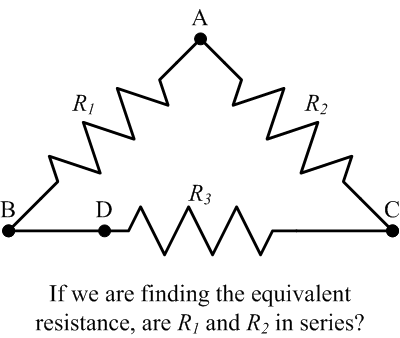 A
R1
R2
B
D
R3
C
If we are finding the equivalent
resistance, are R1 and R2 in series?